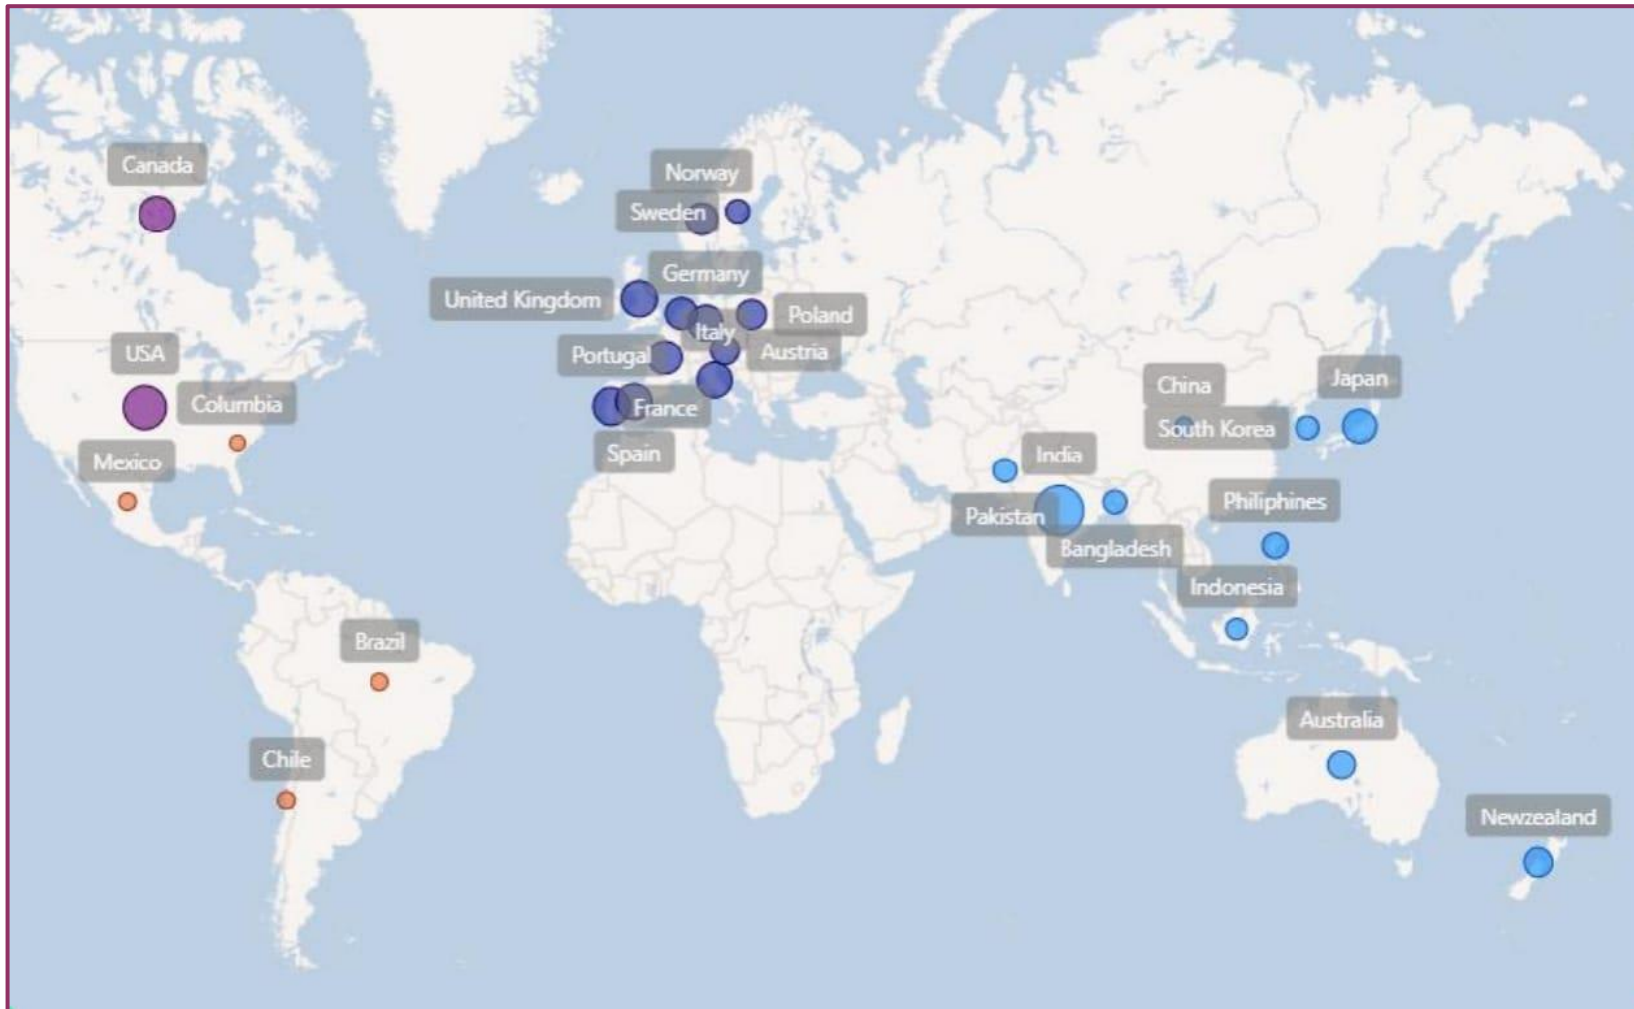 Canada
Norway
Sweden
Germany
United Kingdom
Poland
Italy
USA
Portugal
Austria
Japan
China
Columbia
France
South Korea
Mexico
Spain
India
Philiphines
Pakistan
Bangladesh
Indonesia
Brazil
Australia
Chile
Newzealand